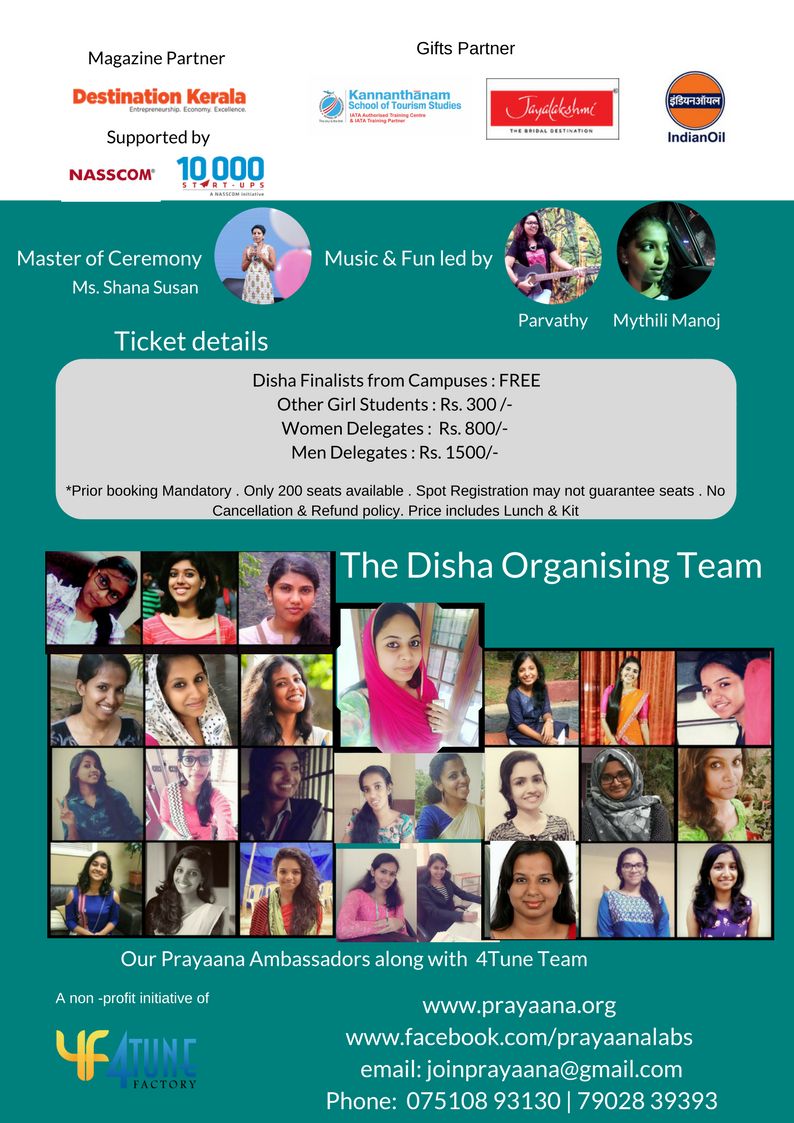 Magazine Partner
Gifts Partner
Destination Kerala
Entrepreneurship. Economy. Excellence.
Kannanthānam
School of Tourism Studies
IATA Authorised Training Centre
& IATA Training Partner
Jayalakshmi
THE BRIDAL DESTINATION
इंडियनऑयल
IndianOil
Supported by
NASSCOM®
10 000
START-UPS
A NASSCOM Initiative
Master of Ceremony
Ms. Shana Susan
Music & Fun led by
Parvathy
Mythili Manoj
Ticket details
Disha Finalists from Campuses : FREE
Other Girl Students : Rs. 300 /-
Women Delegates :  Rs. 800/-
Men Delegates : Rs. 1500/-
*Prior booking Mandatory . Only 200 seats available . Spot Registration may not guarantee seats . No
Cancellation & Refund policy. Price includes Lunch & Kit
The Disha Organising Team
Our Prayaana Ambassadors along with  4Tune Team
A non -profit initiative of
4F
4TUNE
FACTORY
www.prayaana.org
www.facebook.com/prayaanalabs
email: joinprayaana@gmail.com
Phone:  075108 93130 | 79028 39393